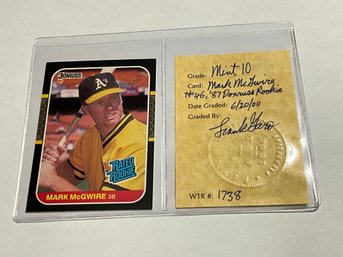 DONRUSS
A's
RATED
ROOKIE
MARK McGWIRE 3B
Grade: Mint 10
Card: Mark McGwire
#46, '87 Donruss Rookie
Date Graded: 6/20/00
Graded By:
WTR #: 1738